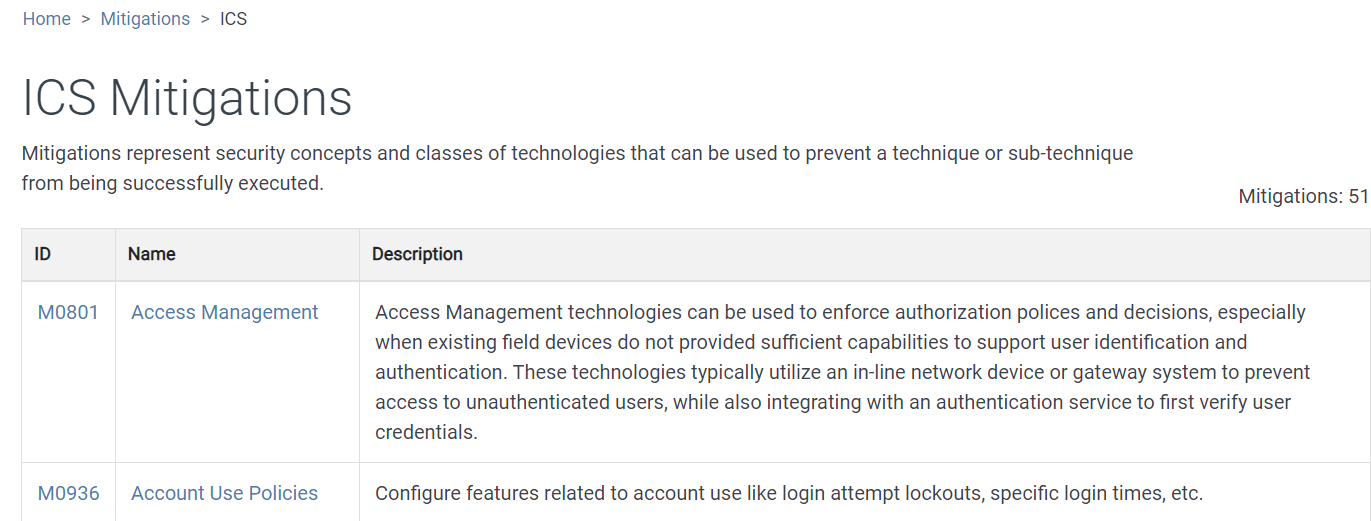 Home > Mitigations > ICS
ICS Mitigations
Mitigations represent security concepts and classes of technologies that can be used to prevent a technique or sub-technique
from being successfully executed.
Mitigations: 51
ID Name Description
M0801 Access Management Access Management technologies can be used to enforce authorization polices and decisions, especially
when existing field devices do not provided sufficient capabilities to support user identification and
authentication. These technologies typically utilize an in-line network device or gateway system to prevent
access to unauthenticated users, while also integrating with an authentication service to first verify user
credentials.
M0936 Account Use Policies Configure features related to account use like login attempt lockouts, specific login times, etc.